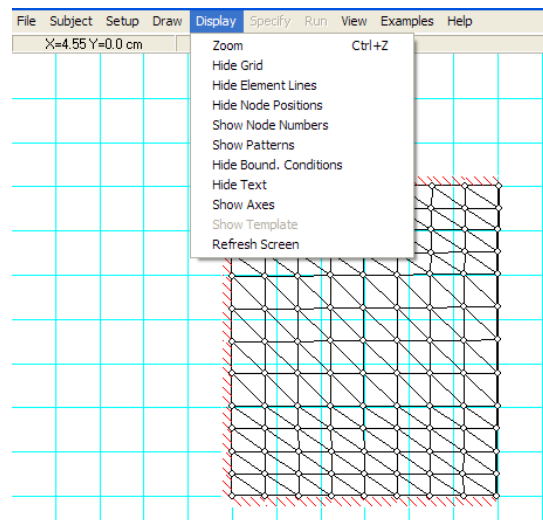 File Subject Setup Draw Display Specify Run View Examples Help
X=4.55 Y=0.0 cm
Zoom Ctrl+Z
Hide Grid
Hide Element Lines
Hide Node Positions
Show Node Numbers
Show Patterns
Hide Bound. Conditions
Hide Text
Show Axes
Show Template
Refresh Screen